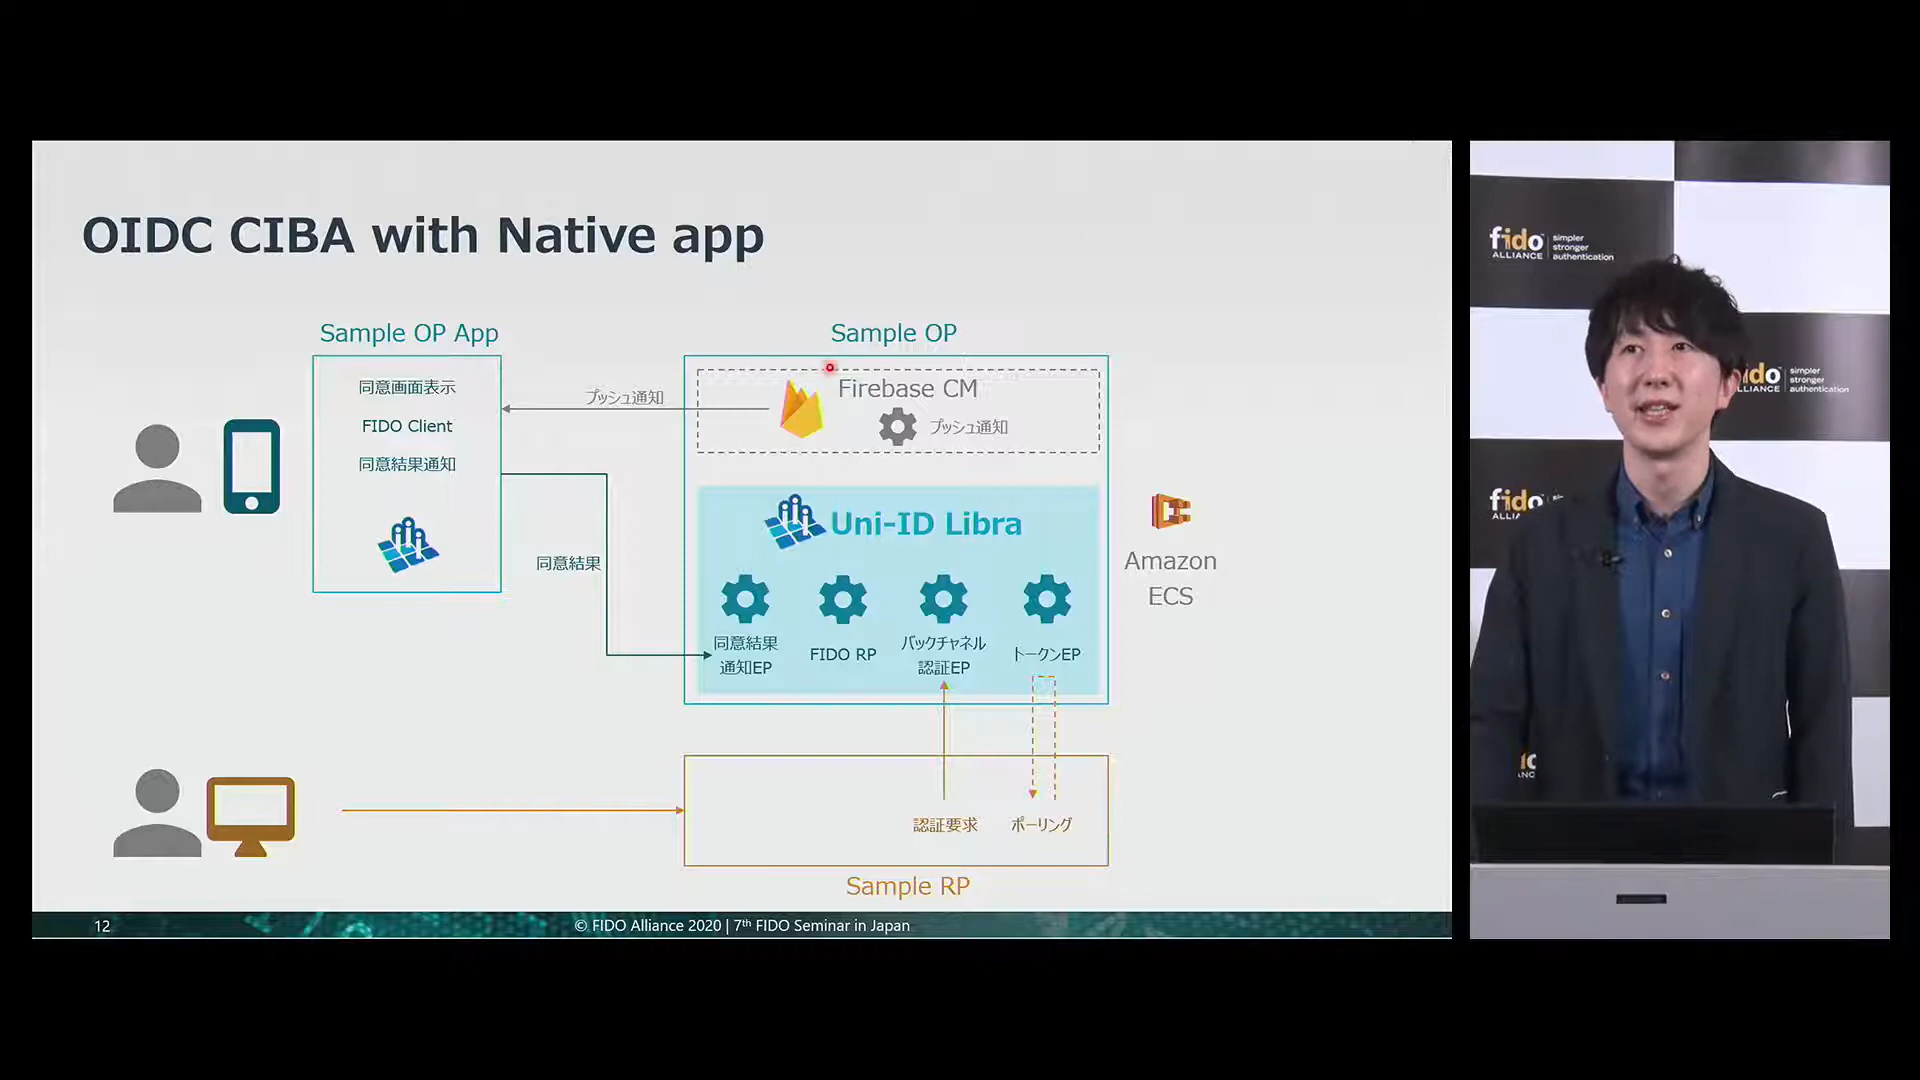 OIDC CIBA with Native app
Sample OP App
同意画面表示
FIDO Client
同意結果通知
プッシュ通知
同意結果
Sample OP
Firebase CM
プッシュ通知
Uni-ID Libra
同意結果
通知EP
FIDO RP
バックチャネル
認証EP
トークンEP
Amazon
ECS
認証要求
ポーリング
Sample RP
12
© FIDO Alliance 2020 | 7th FIDO Seminar in Japan
fido
ALLIANCE
simpler
stronger
authentication
ido
LLIANCE
simpler
stronger
authentication
fido